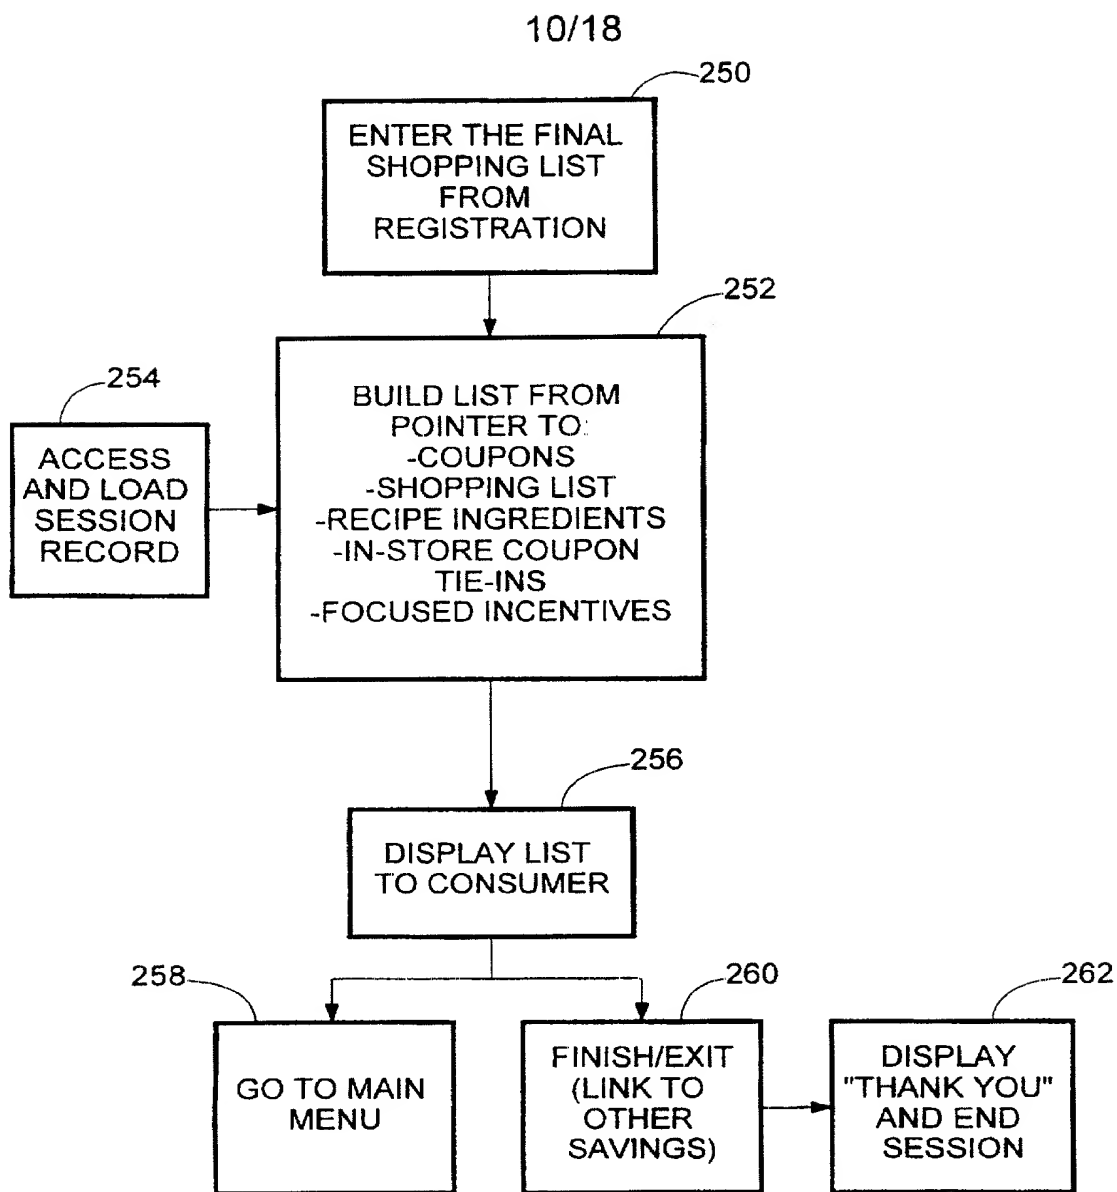 10/18
250
ENTER THE FINAL
SHOPPING LIST
FROM
REGISTRATION
252
BUILD LIST FROM
POINTER TO:
-COUPONS
-SHOPPING LIST
-RECIPE INGREDIENTS
-IN-STORE COUPON
TIE-INS
-FOCUSED INCENTIVES
254
ACCESS
AND LOAD
SESSION
RECORD
256
DISPLAY LIST
TO CONSUMER
258
GO TO MAIN
MENU
260
FINISH/EXIT
(LINK TO
OTHER
SAVINGS)
262
DISPLAY
"THANK YOU"
AND END
SESSION